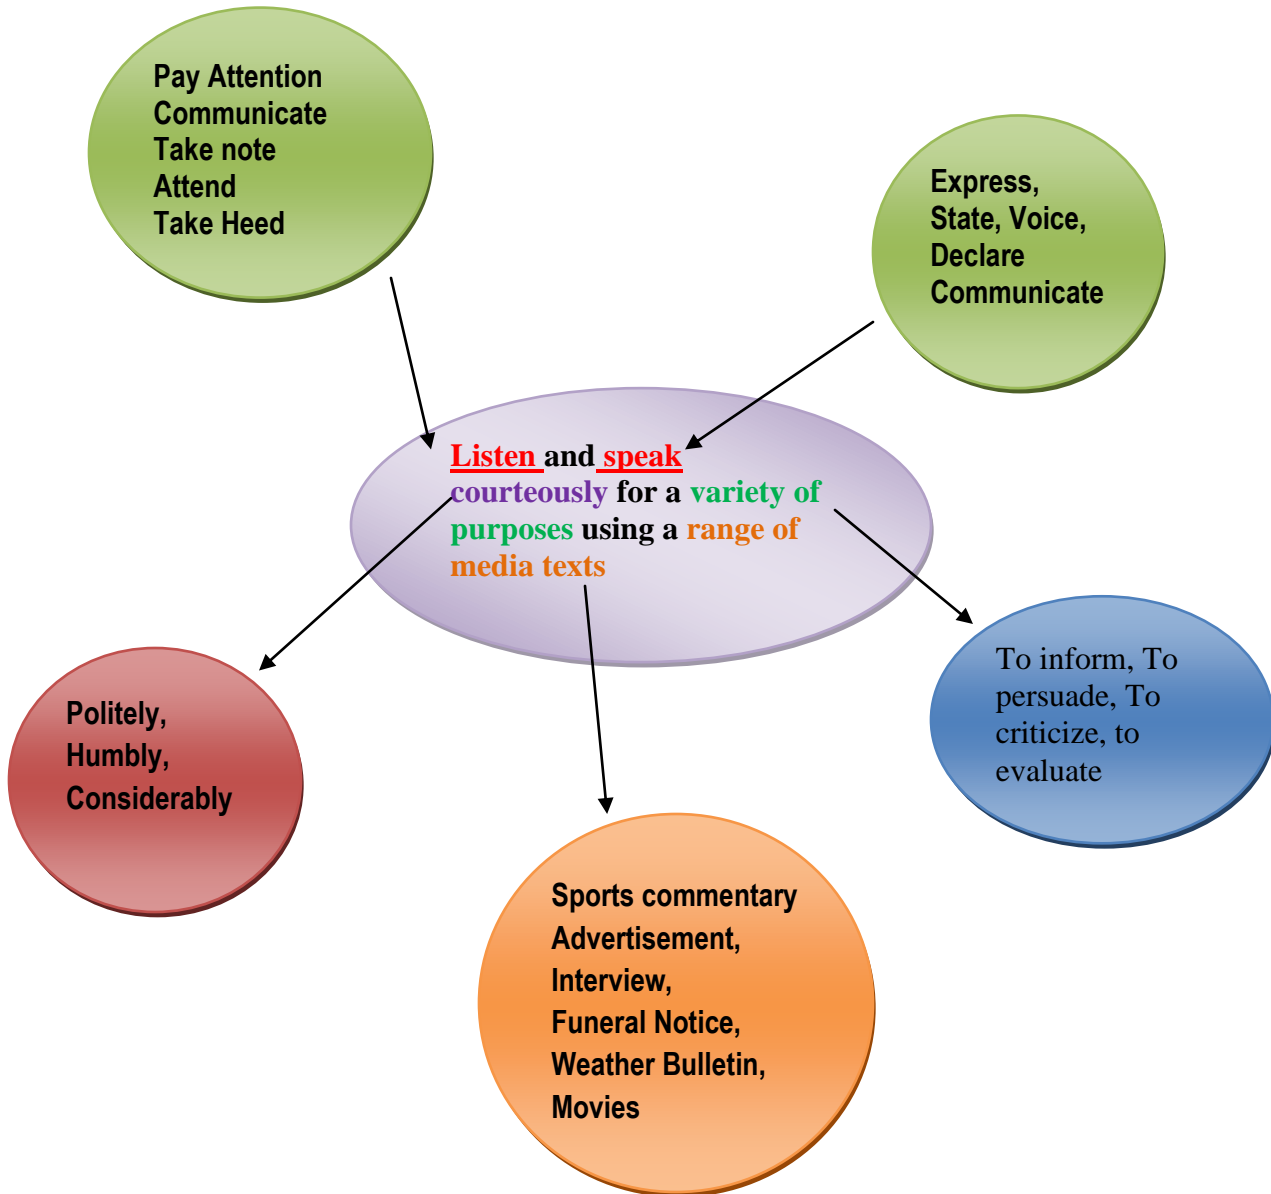 Pay Attention
Communicate
Take note
Attend
Take Heed
Express,
State, Voice,
Declare
Communicate
Listen and speak
courteously for a variety of
purposes using a range of
media texts
Politely,
Humbly,
Considerably
To inform, To
persuade, To
criticize, to
evaluate
Sports commentary
Advertisement,
Interview,
Funeral Notice,
Weather Bulletin,
Movies